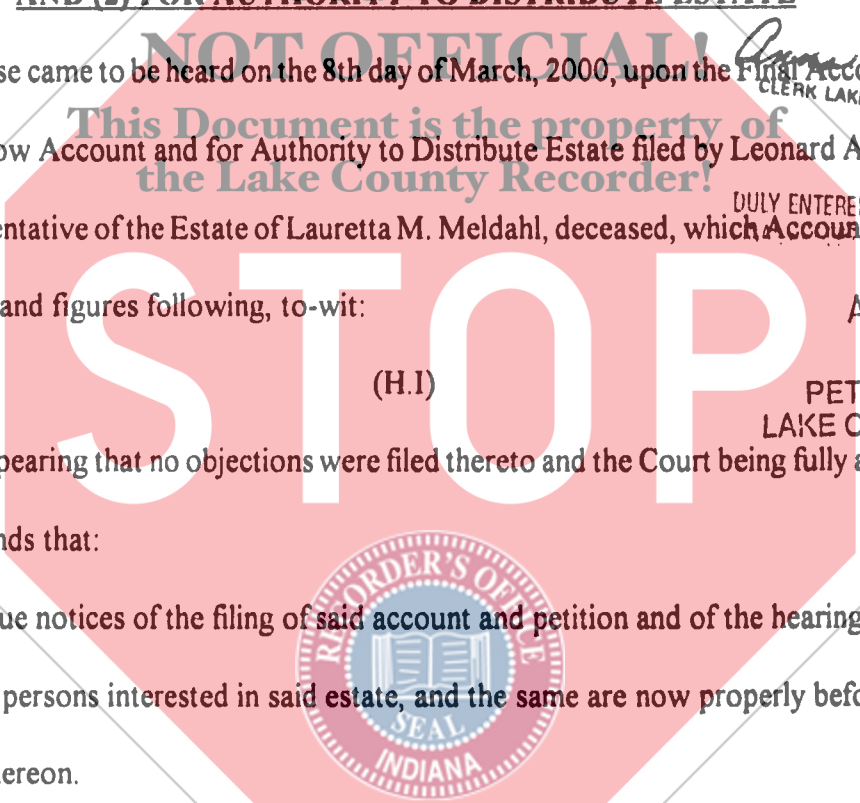 AND (2) FOR AUTHORITY TO DISTRIBUTE ESTATE
NOT OFFICIAL!
se came to be heard on the 8th day of March, 2000, upon the Final Acco
CLERK LAKE
This Document is the property of
ow Account and for Authority to Distribute Estate filed by Leonard A
the Lake County Recorder!
DULY ENTERE
entative of the Estate of Lauretta M. Meldahl, deceased, which Accoun
and figures following, to-wit:
A
STOP
(H.I)
PET
LAKE C
pearing that no objections were filed thereto and the Court being fully a
nds that:
ue notices of the filing of said account and petition and of the hearing
persons interested in said estate, and the same are now properly befo
ereon.
RECORDER'S OFFICE
SEAL
INDIANA